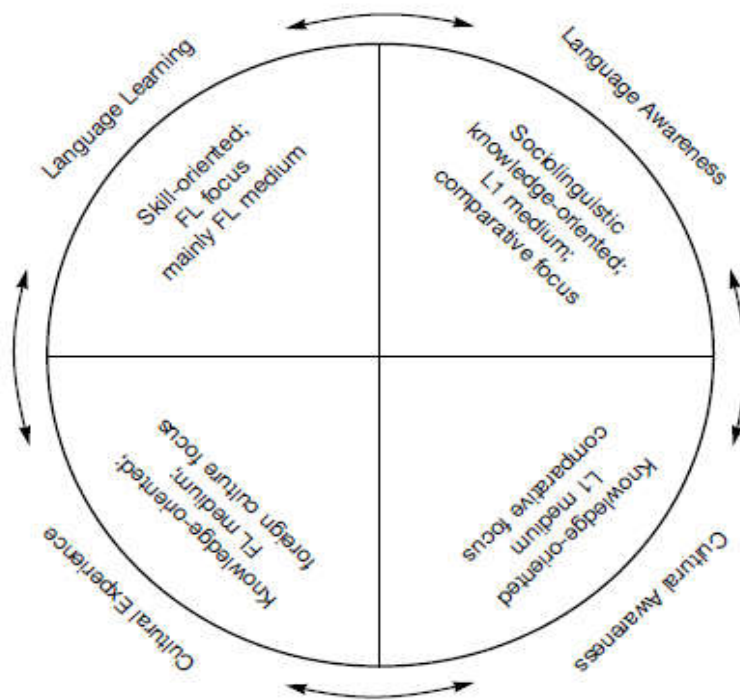 Language Learning
Skill-oriented;
FL focus
mainly FL medium
Language Awareness
Sociolinguistic
knowledge-oriented;
L1 medium;
comparative focus
Cultural Experience
Knowledge-oriented;
FL medium;
foreign culture focus
Cultural Awareness
Knowledge-oriented
L1 medium
comparative focus